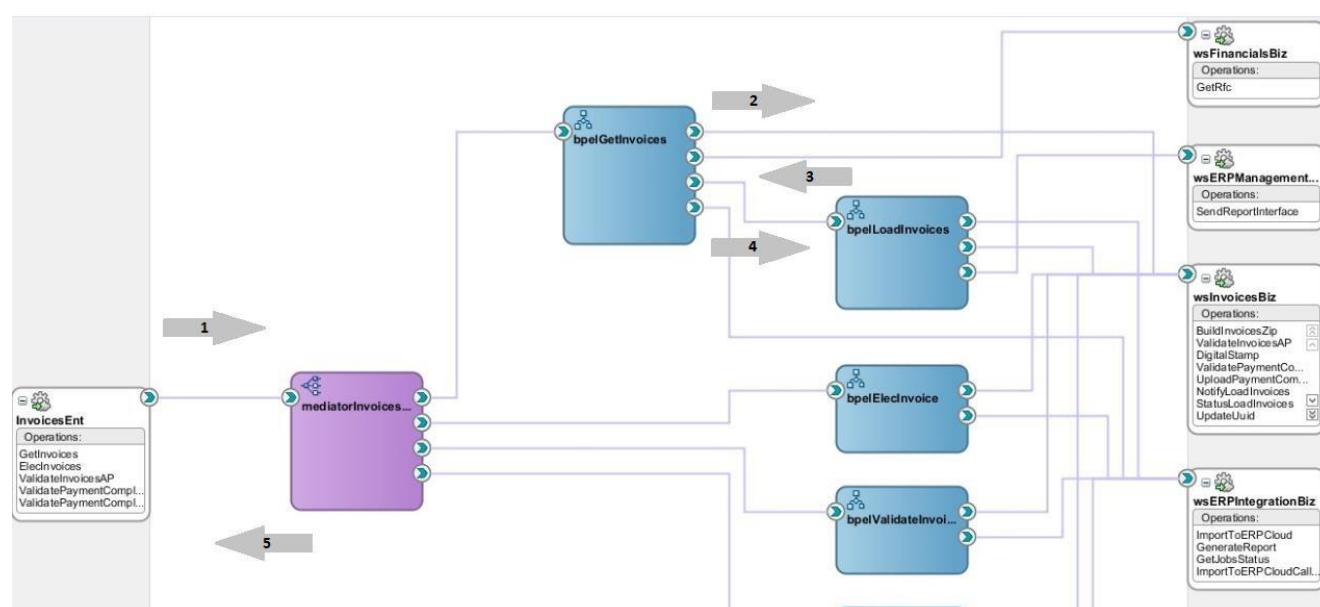 wsFinancialsBiz
Operations:
GetRfc
2
bpelGetInvoices
3
wsERPManagement...
Operations:
SendReportInterface
bpelLoadInvoices
4
wsInvoicesBiz
Operations:
BuildInvoicesZip
ValidateInvoicesAP
DigitalStamp
ValidatePaymentCo...
UploadPaymentCom...
NotifyLoadInvoices
StatusLoadInvoices
UpdateUuid
1
mediatorInvoices...
bpelElecInvoice
InvoicesEnt
Operations:
GetInvoices
ElecInvoices
ValidateInvoicesAP
ValidatePaymentCompl...
ValidatePaymentCompl...
wsERPIntegrationBiz
Operations:
ImportToERPCloud
GenerateReport
GetJobsStatus
ImportToERPCloudCall...
bpelValidateInvoi...
5